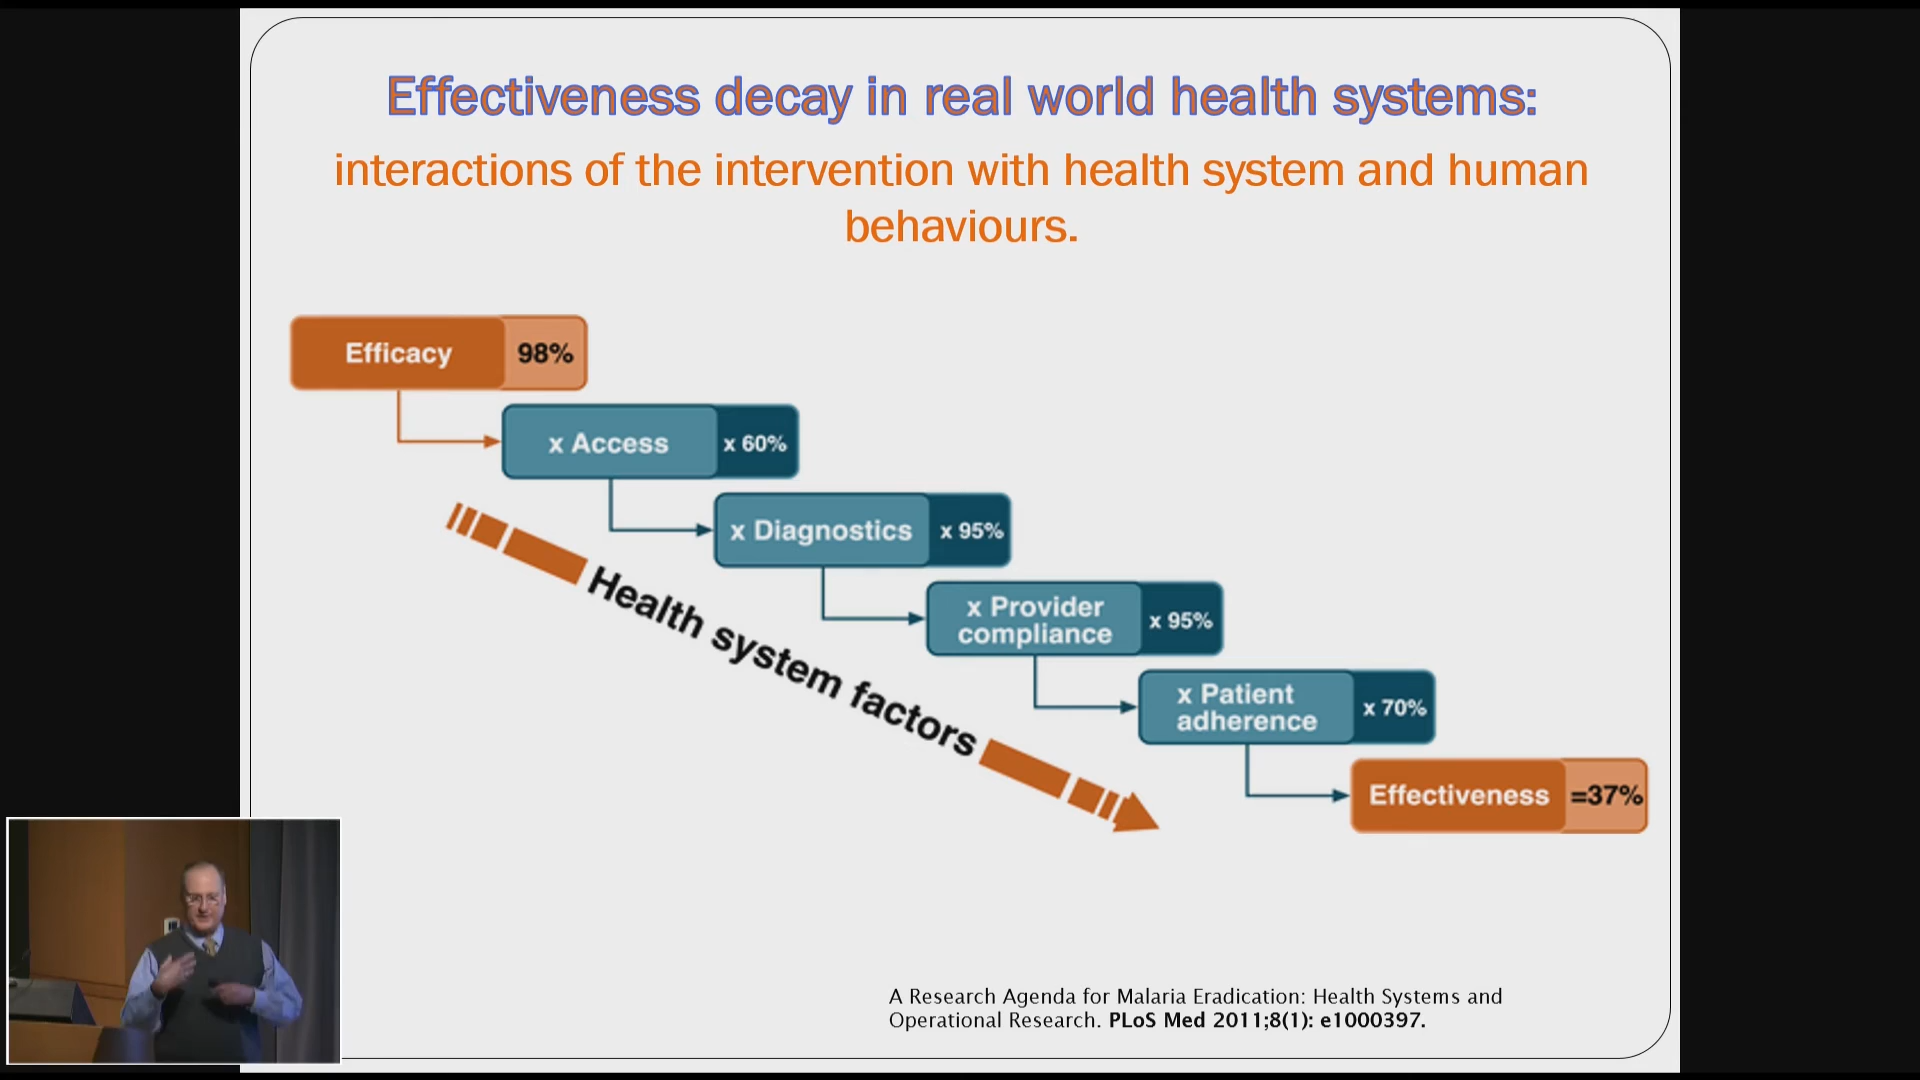 Effectiveness decay in real world health systems:
interactions of the intervention with health system and human
behaviours.
Efficacy 98%
x Access x 60%
x Diagnostics x 95%
x Provider
compliance x 95%
x Patient
adherence x 70%
Effectiveness =37%
Health system factors
A Research Agenda for Malaria Eradication: Health Systems and
Operational Research. PLoS Med 2011;8(1): e1000397.